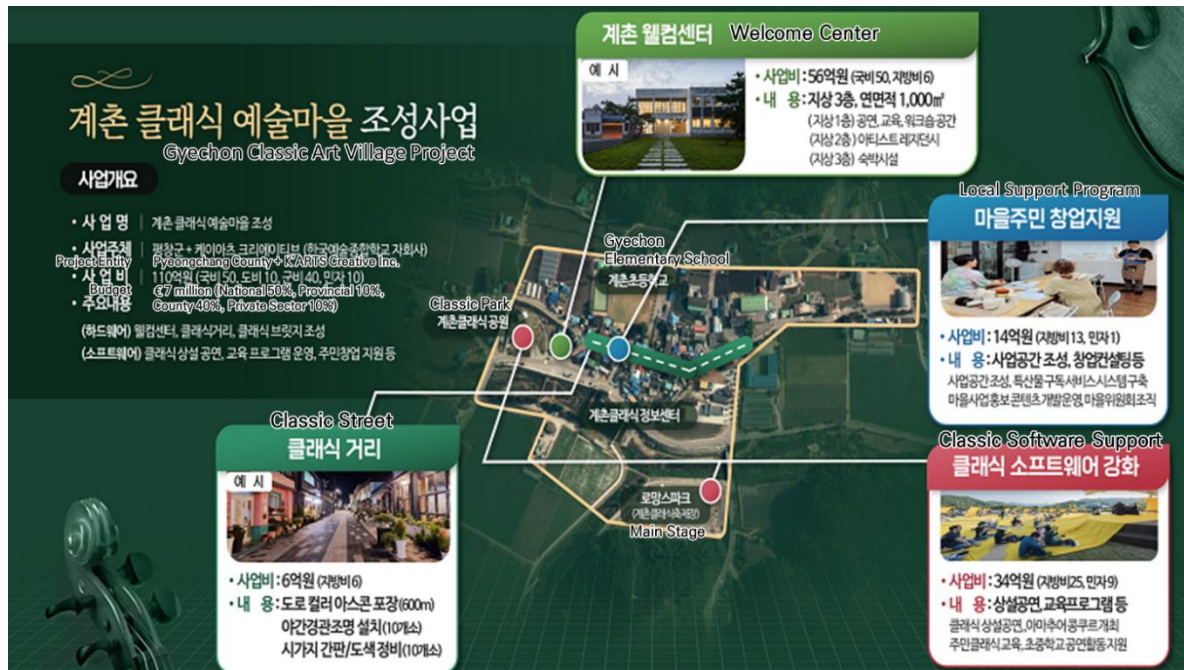 계촌 클래식 예술마을 조성사업
Gyechon Classic Art Village Project
사업개요
• 사 업 명 | 계촌 클래식 예술마을 조성
• 사업주체 | 평창군 + 케이아츠 크리에이티브 (한국예술종합학교 자회사)
Project Entity Pyeongchang County + K'ARTS Creative Inc.
• 사 업 비 | 110억원 (국비 50, 도비 10, 군비 40, 민자 10)
Budget €7 million (National 50%, Provincial 10%,
County 40%, Private Sector 10%)
• 주요내용
(하드웨어) 웰컴센터, 클래식거리, 클래식 브릿지 조성
(소프트웨어) 클래식 상설 공연, 교육 프로그램 운영, 주민창업 지원 등
계촌 웰컴센터 Welcome Center
예 시
• 사업비 : 56억원 (국비 50, 지방비 6)
• 내 용 : 지상 3층, 연면적 1,000㎡
(지상 1층) 공연, 교육, 워크숍 공간
(지상 2층) 아티스트 레지던시
(지상 3층) 숙박시설
Local Support Program
마을주민 창업지원
• 사업비 : 14억원 (지방비 13, 민자 1)
• 내 용 : 사업공간 조성, 창업컨설팅 등
사업공간 조성, 특산물 구독 서비스 시스템 구축
마을사업 홍보 콘텐츠 개발 운영, 마을위원회 조직
Gyechon
Elementary School
계촌초등학교
Classic Park
계촌클래식 공원
계촌클래식 정보센터
로망스파크
(계촌클래식축제장)
Main Stage
Classic Street
클래식 거리
예 시
• 사업비 : 6억원 (지방비 6)
• 내 용 : 도로 컬러 아스콘 포장 (600m)
야간경관조명 설치 (10개소)
시가지 간판/도색 정비 (10개소)
Classic Software Support
클래식 소프트웨어 강화
• 사업비 : 34억원 (지방비 25, 민자 9)
• 내 용 : 상설공연, 교육프로그램 등
클래식 상설공연, 아마추어 콩쿠르 개최
주민 클래식 교육, 초중학교 공연활동 지원